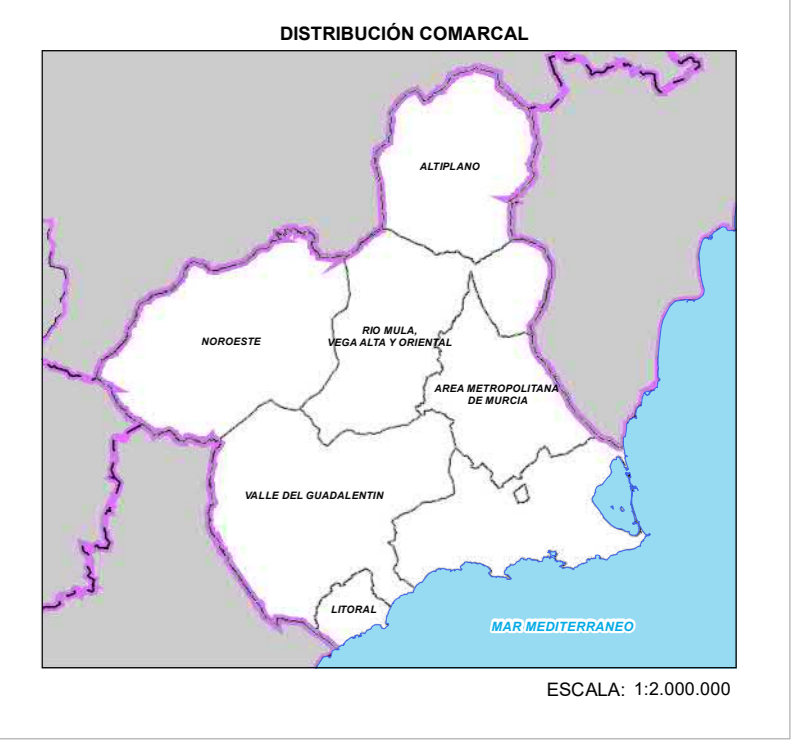 DISTRIBUCIÓN COMARCAL
ALTIPLANO
NOROESTE
RIO MULA,
VEGA ALTA Y ORIENTAL
AREA METROPOLITANA
DE MURCIA
VALLE DEL GUADALENTIN
LITORAL
MAR MEDITERRANEO
ESCALA: 1:2.000.000